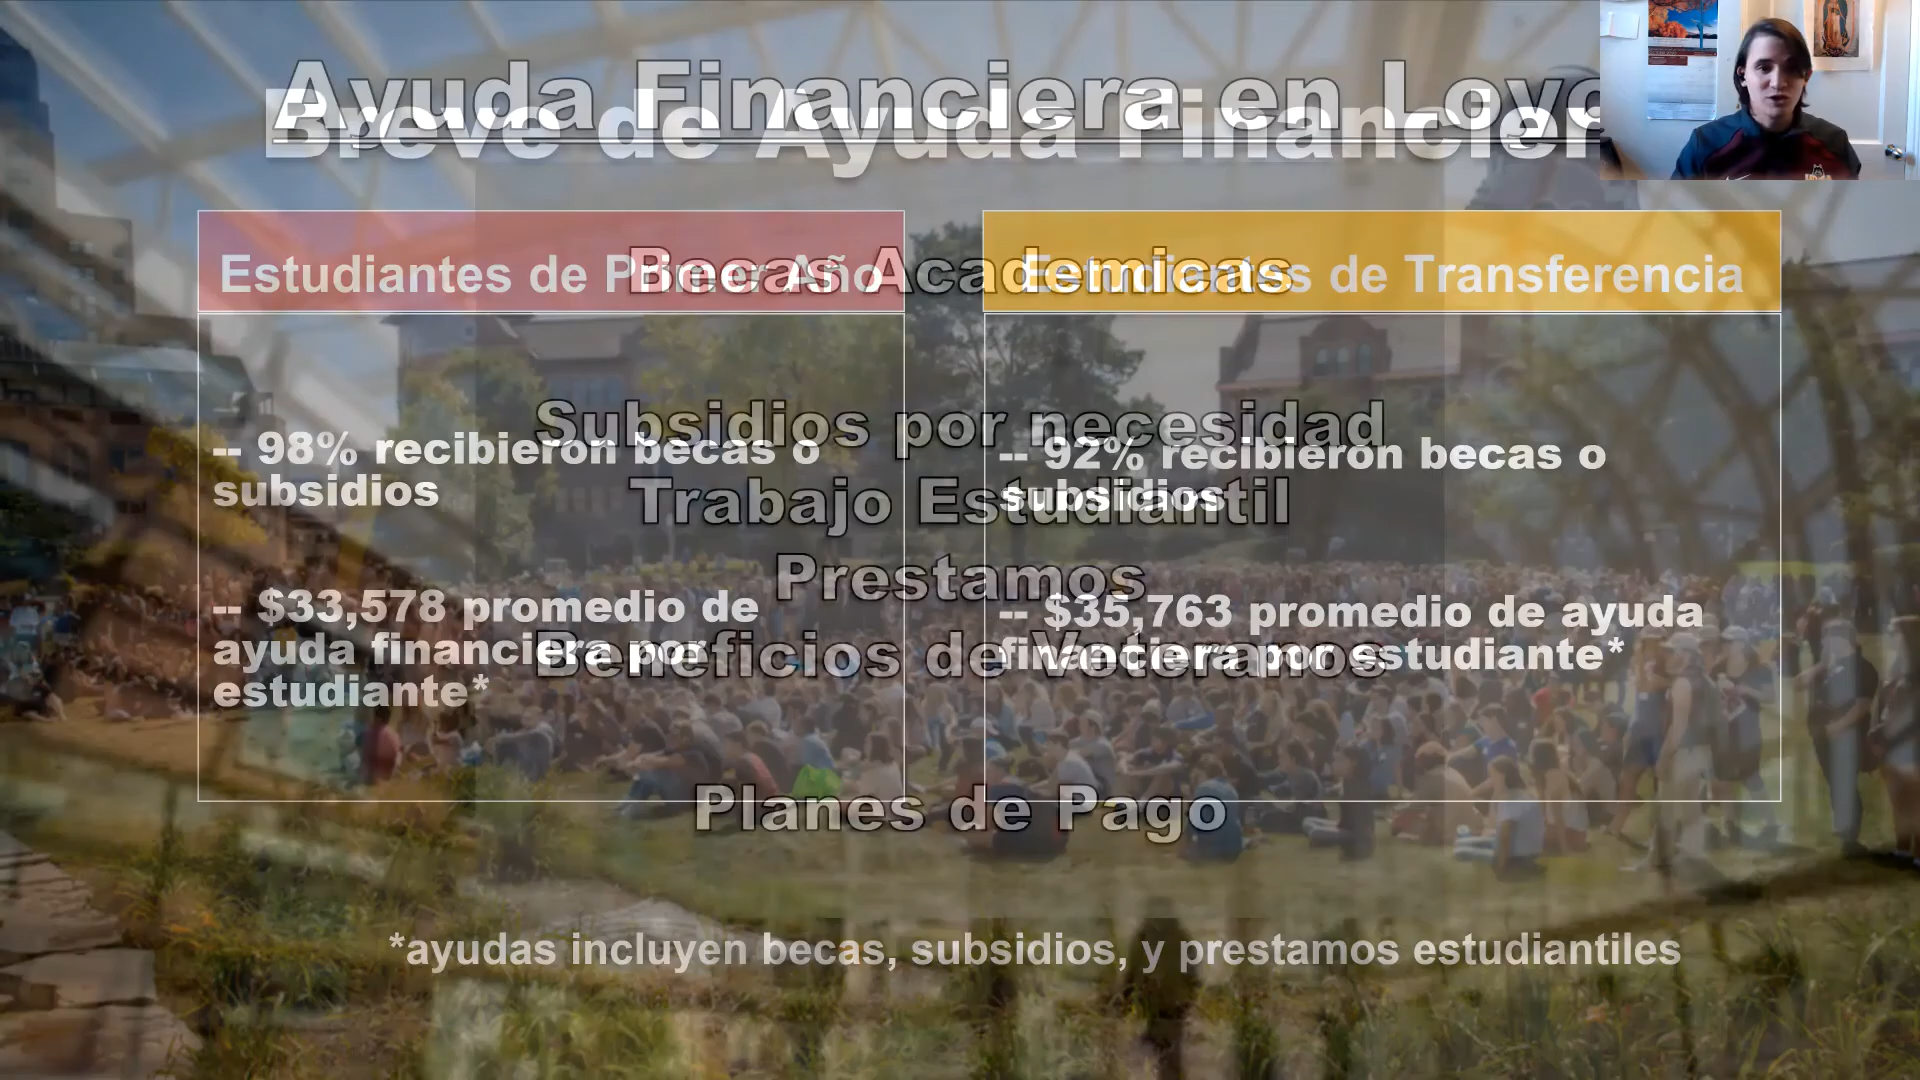 Ayuda Financiera en Loyo
Breve de Ayuda Financier
Estudiantes de Primer Año
Estudiantes de Transferencia
Becas Academicas
-- 98% recibieron becas o
subsidios
-- $33,578 promedio de
ayuda financiera por
estudiante*
-- 92% recibieron becas o
subsidios
-- $35,763 promedio de ayuda
financiera por estudiante*
Subsidios por necesidad
Trabajo Estudiantil
Prestamos
Beneficios de Veteranos
Planes de Pago
*ayudas incluyen becas, subsidios, y prestamos estudiantiles